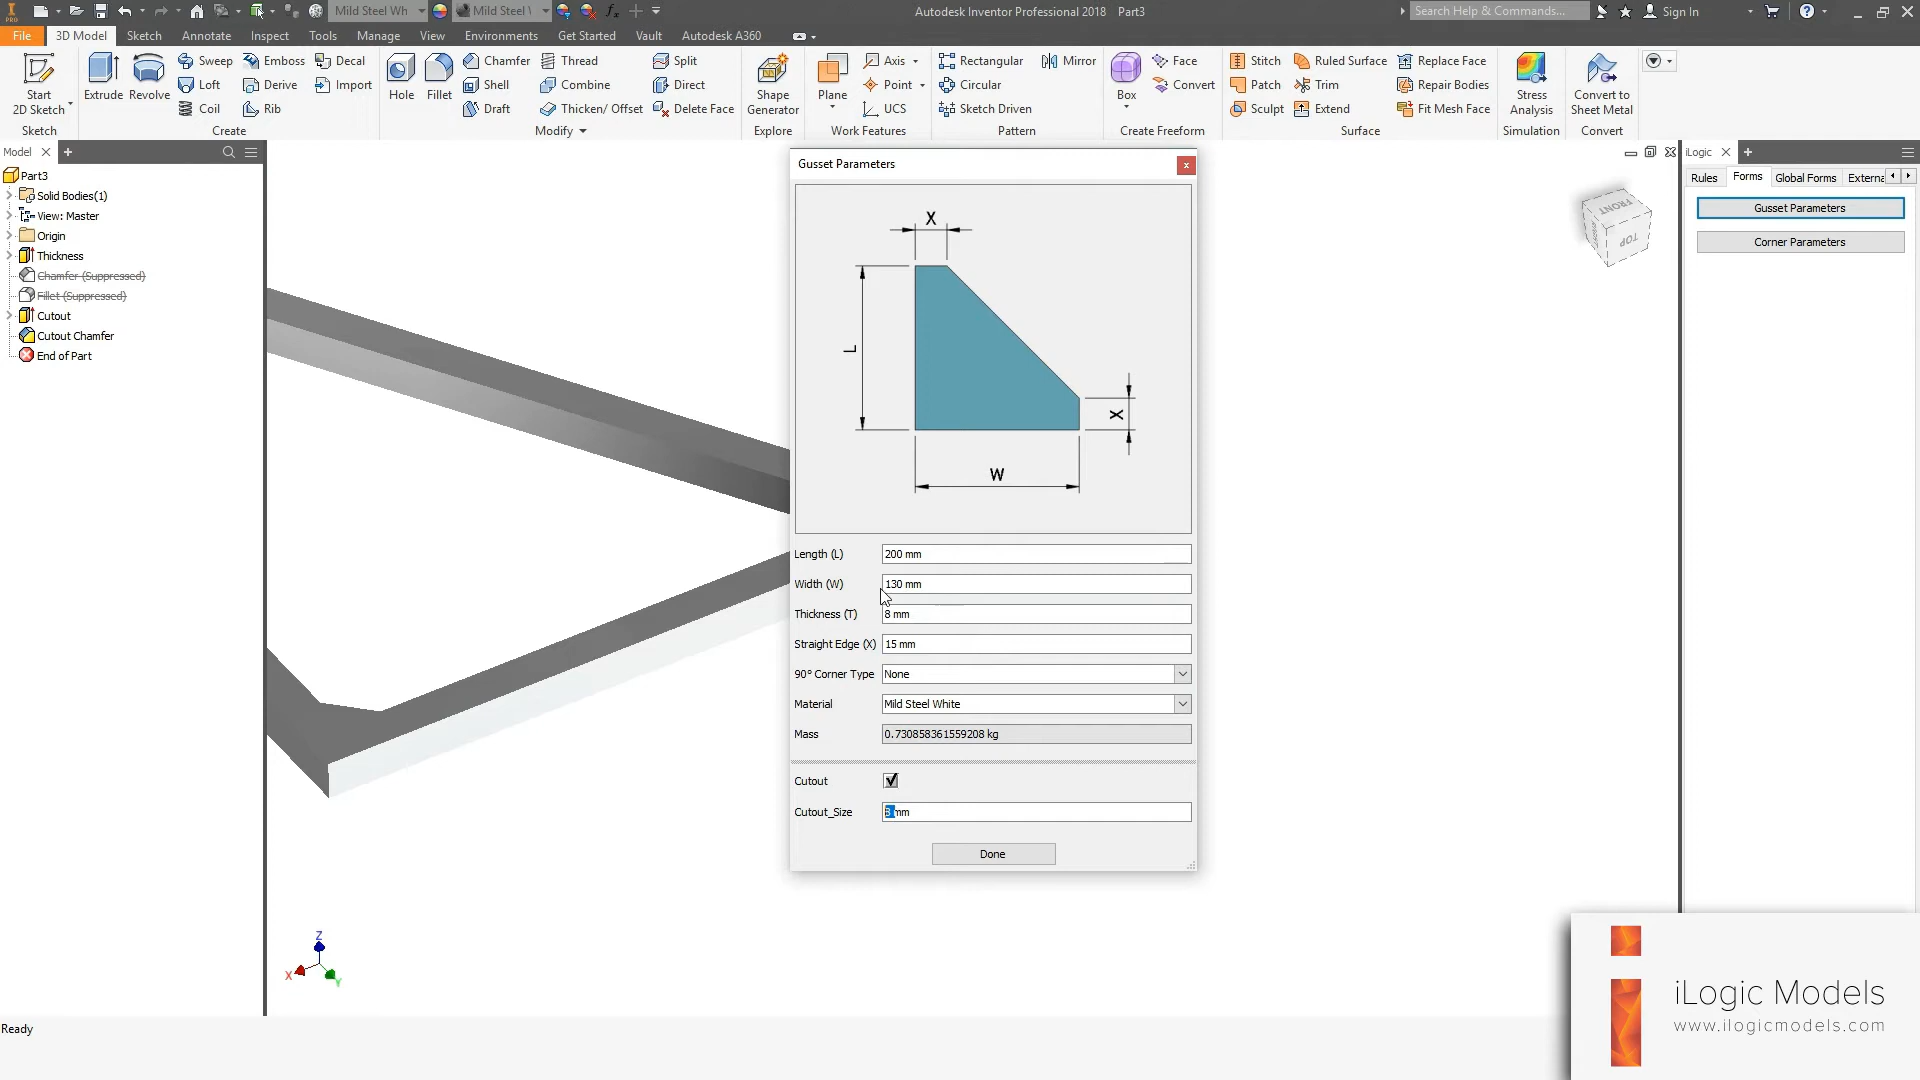 PRO
Mild Steel Wh
Mild Steel \
fx
Autodesk Inventor Professional 2018 Part3
Search Help & Commands...
Sign In
File 3D Model Sketch Annotate Inspect Tools Manage View Environments Get Started Vault Autodesk A360
Start
2D Sketch
Sketch
Extrude
Revolve
Sweep
Loft
Coil
Emboss
Derive
Rib
Decal
Import
Create
Hole
Fillet
Chamfer
Shell
Draft
Thread
Combine
Thicken/ Offset
Split
Direct
Delete Face
Modify
Shape
Generator
Explore
Plane
Axis
Point
UCS
Work Features
Rectangular
Circular
Sketch Driven
Mirror
Pattern
Box
Face
Convert
Create Freeform
Stitch
Patch
Sculpt
Ruled Surface
Trim
Extend
Replace Face
Repair Bodies
Fit Mesh Face
Surface
Stress
Analysis
Simulation
Convert to
Sheet Metal
Convert
Model
Part3
Solid Bodies(1)
View: Master
Origin
Thickness
Chamfer (Suppressed)
Fillet (Suppressed)
Cutout
Cutout Chamfer
End of Part
Gusset Parameters
X
L
X
W
Length (L) 200 mm
Width (W) 130 mm
Thickness (T) 8 mm
Straight Edge (X) 15 mm
90° Corner Type None
Material Mild Steel White
Mass 0.730858361559208 kg
Cutout
Cutout_Size 3 mm
Done
FRONT
TOP
iLogic
Rules Forms Global Forms Externa
Gusset Parameters
Corner Parameters
Z
X
Y
Ready
iLogic Models
www.ilogicmodels.com